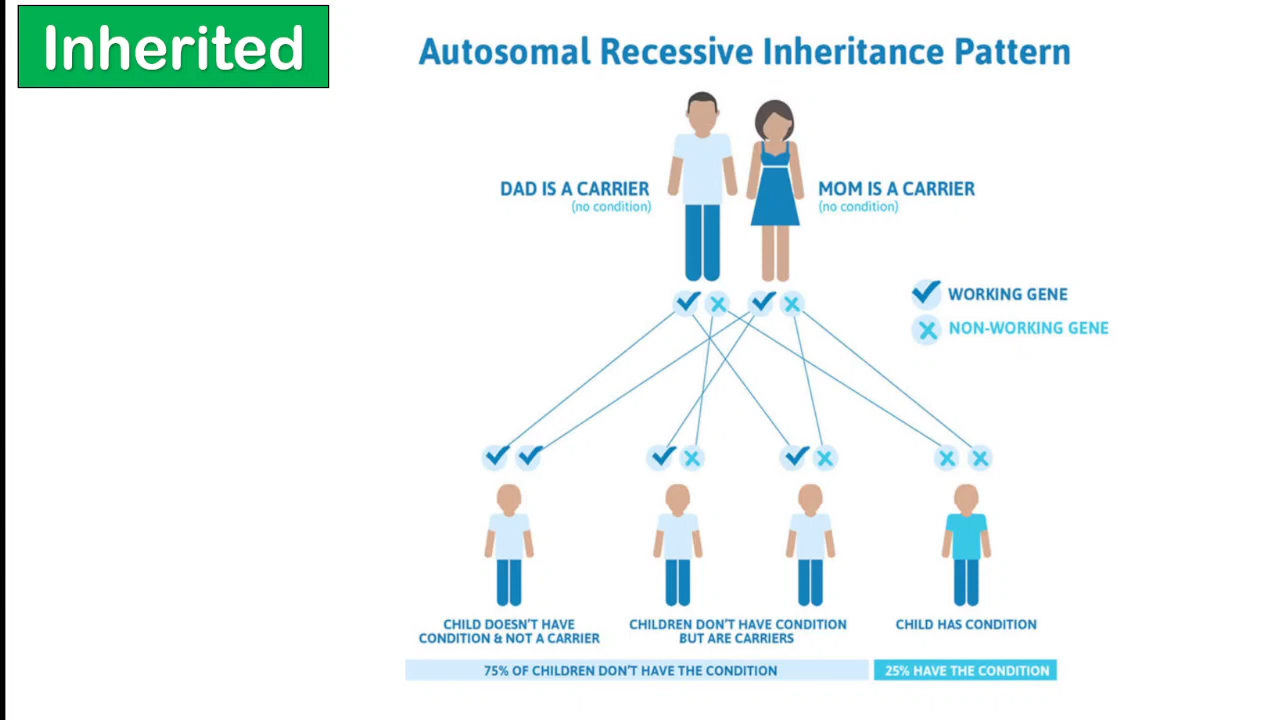 Inherited
Autosomal Recessive Inheritance Pattern
DAD IS A CARRIER
(no condition)
MOM IS A CARRIER
(no condition)
WORKING GENE
NON-WORKING GENE
CHILD DOESN'T HAVE
CONDITION & NOT A CARRIER
CHILDREN DON'T HAVE CONDITION
BUT ARE CARRIERS
CHILD HAS CONDITION
75% OF CHILDREN DON'T HAVE THE CONDITION
25% HAVE THE CONDITION